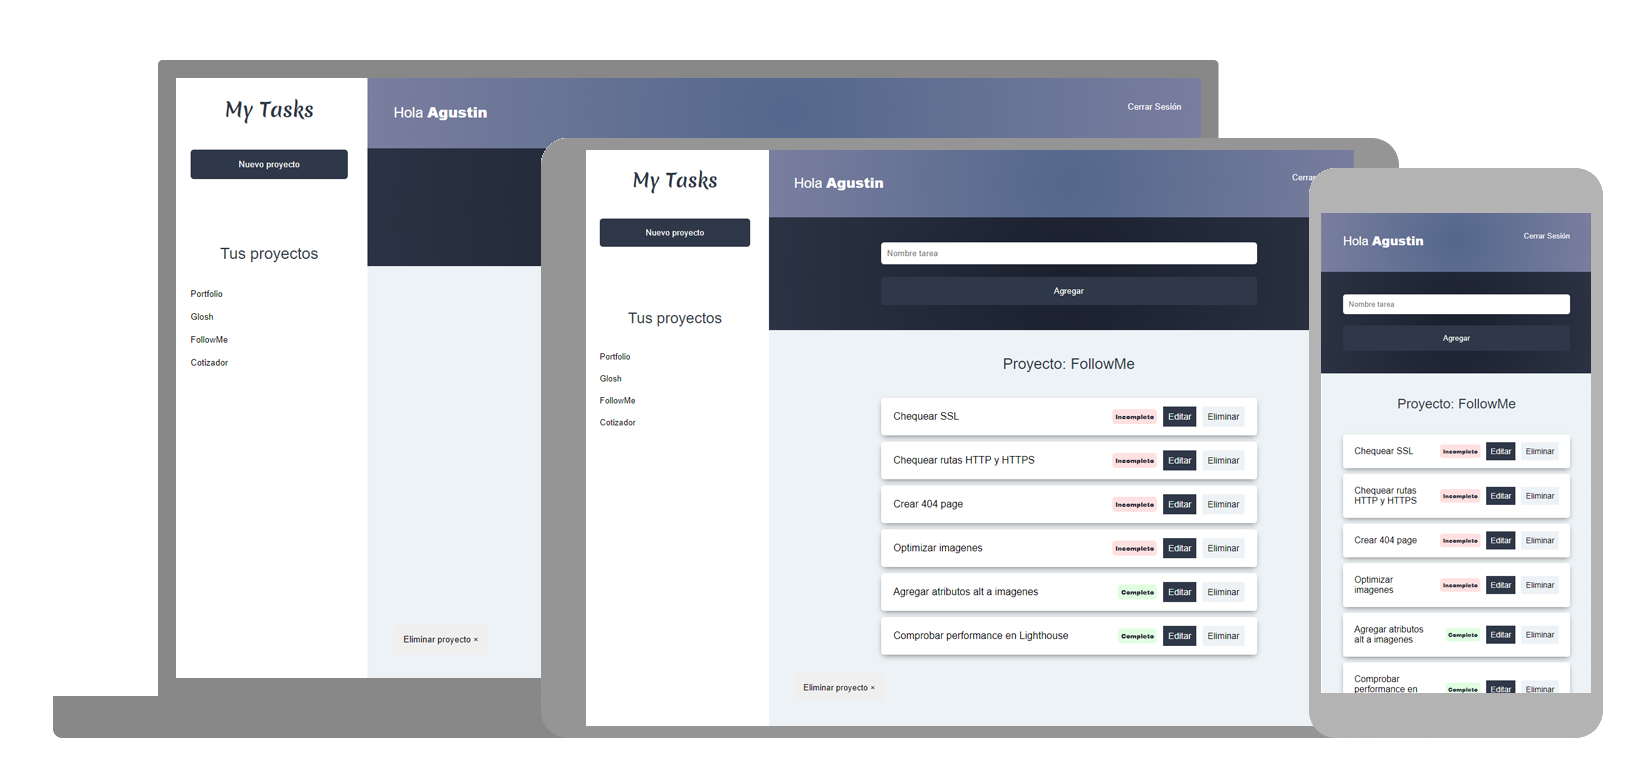 My Tasks
Nuevo proyecto
Tus proyectos
Portfolio
Glosh
FollowMe
Cotizador
Hola Agustin
Cerrar Sesión
Eliminar proyecto ×
My Tasks
Nuevo proyecto
Tus proyectos
Portfolio
Glosh
FollowMe
Cotizador
Hola Agustin
Cerrar
Nombre tarea
Agregar
Proyecto: FollowMe
Chequear SSL Incompleto Editar Eliminar
Chequear rutas HTTP y HTTPS Incompleto Editar Eliminar
Crear 404 page Incompleto Editar Eliminar
Optimizar imagenes Incompleto Editar Eliminar
Agregar atributos alt a imagenes Completo Editar Eliminar
Comprobar performance en Lighthouse Completo Editar Eliminar
Eliminar proyecto ×
Hola Agustin
Cerrar Sesión
Nombre tarea
Agregar
Proyecto: FollowMe
Chequear SSL Incompleto Editar Eliminar
Chequear rutas
HTTP y HTTPS Incompleto Editar Eliminar
Crear 404 page Incompleto Editar Eliminar
Optimizar
imagenes Incompleto Editar Eliminar
Agregar atributos
alt a imagenes Completo Editar Eliminar
Comprobar
performance en Completo Editar Eliminar